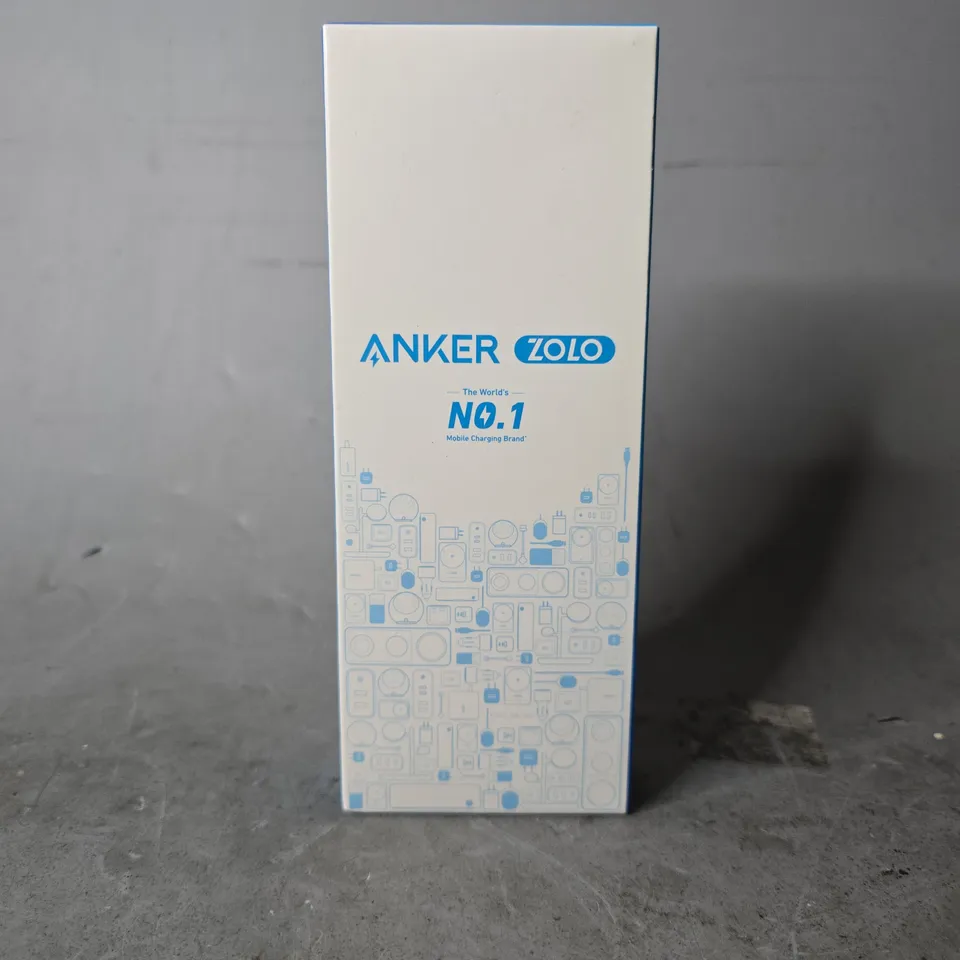 ANKER ZOLO
The World's
NO.1
Mobile Charging Brand*